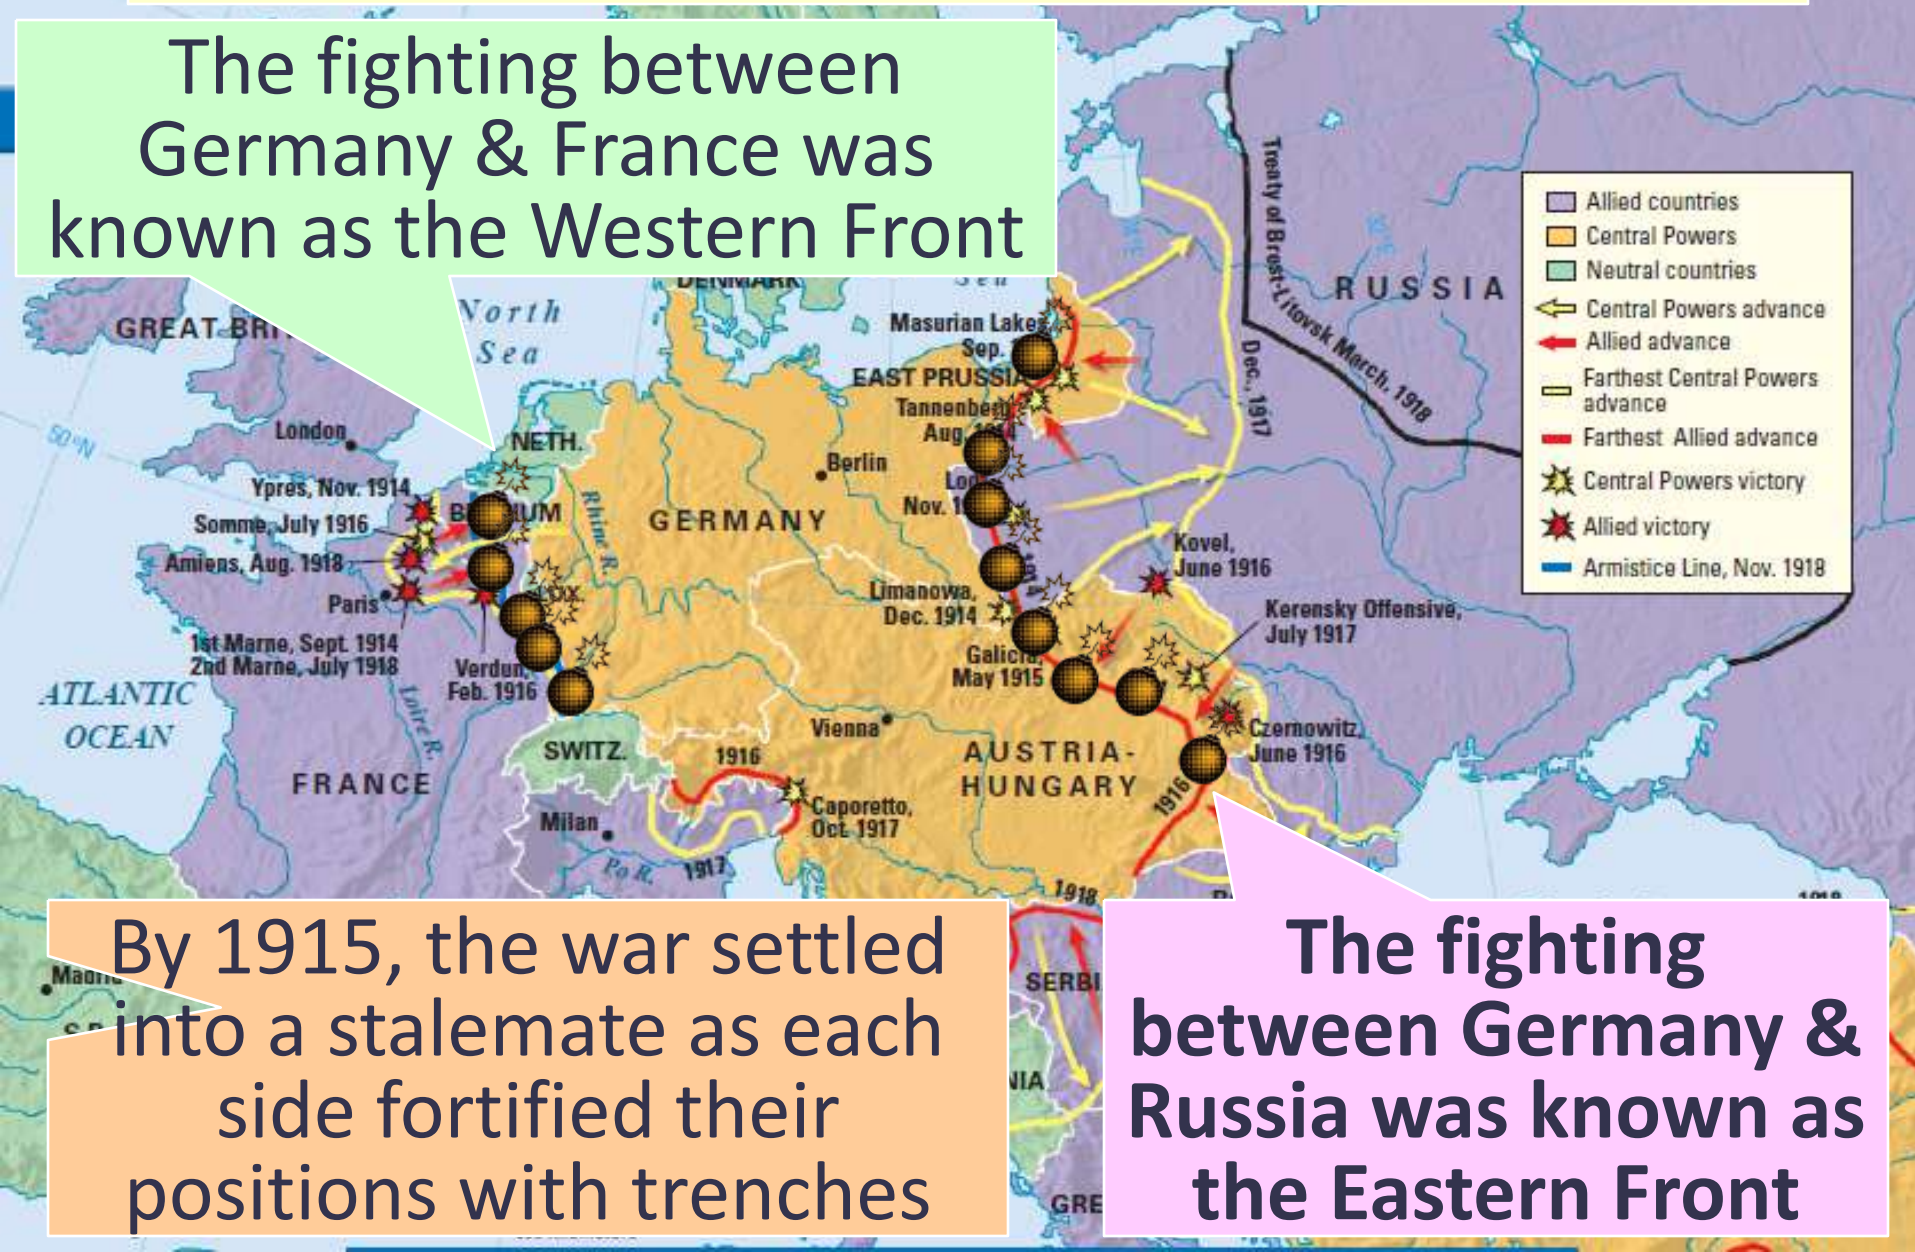 The fighting between
Germany & France was
known as the Western Front
Allied countries
Central Powers
Neutral countries
Central Powers advance
Allied advance
Farthest Central Powers
advance
Farthest Allied advance
Central Powers victory
Allied victory
Armistice Line, Nov. 1918
Treaty of Brest-Litovsk March, 1918
RUSSIA
DENMARK
Sea
North
Sea
GREAT
Masurian
Sep.
EAST PRUSSIA
Dec., 1917
Tannenberg
Aug.
London
50°N
NETH.
Berlin
Ypres, Nov. 1914
Nov.
Rhine R.
GERMANY
Somme, July 1916
Amiens, Aug. 1918
Kovel,
June 1916
Limanowa,
Dec. 1914
Paris
Kerensky Offensive,
July 1917
1st Marne, Sept. 1914
2nd Marne, July 1918
Verdun,
Feb. 1916
May 1915
ATLANTIC
OCEAN
Loire R.
Vienna
Czernowitz,
June 1916
SWITZ.
1916
AUSTRIA-
HUNGARY
1916
FRANCE
Milan
Caporetto,
Oct. 1917
Po R.
1917
1918
By 1915, the war settled
into a stalemate as each
side fortified their
positions with trenches
The fighting
between Germany &
Russia was known as
the Eastern Front